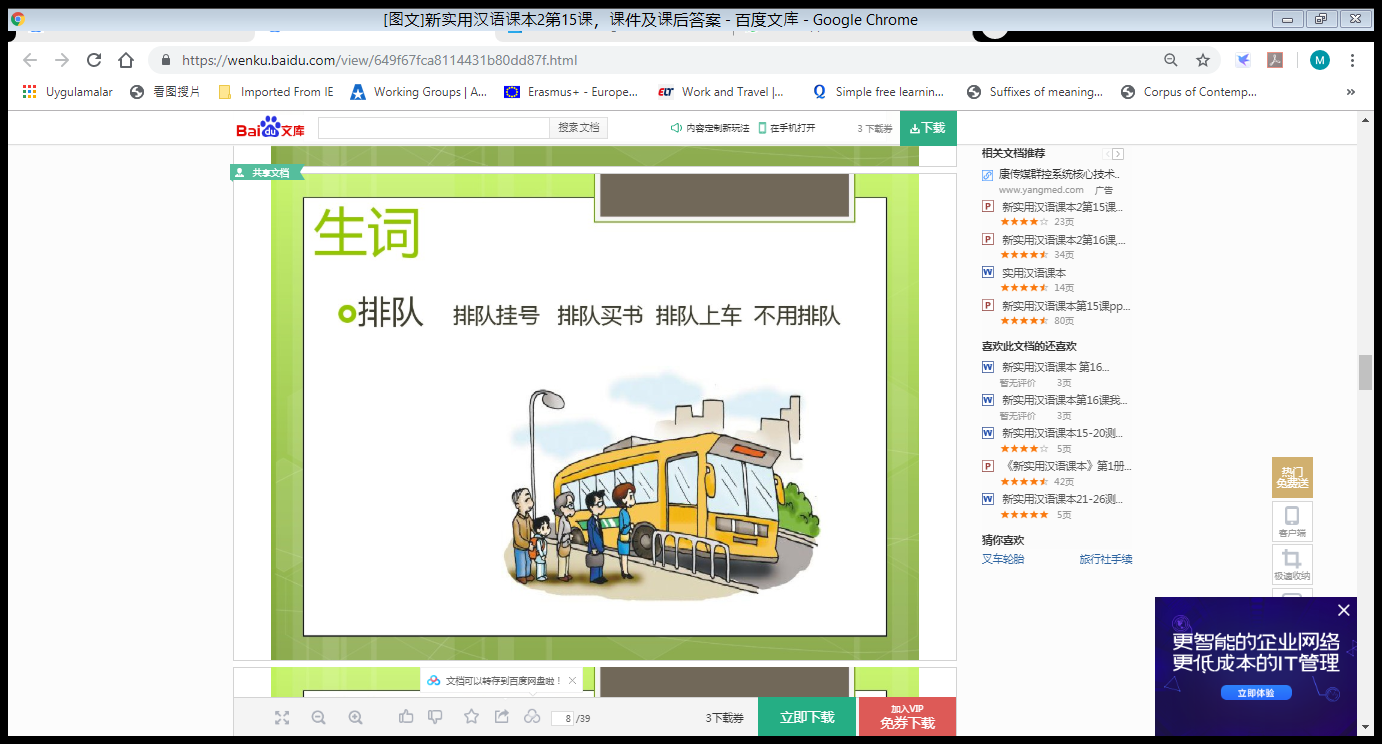 [图文]新实用汉语课本2第15课，课件及课后答案 - 百度文库 - Google Chrome
https://wenku.baidu.com/view/649f67fca8114431b80dd87f.html
M
Uygulamalar 看图搜片 Imported From IE Working Groups | A... Erasmus+ - Europe... ELT Work and Travel |... Q Simple free learnin... Suffixes of meaning... Corpus of Contemp... »
Baidu文库 搜索文档 内容定制新玩法 在手机打开 3 下载券 下载
共享文档
生词
排队 排队挂号 排队买书 排队上车 不用排队
相关文档推荐
康传媒群控系统核心技术..
www.yangmed.com 广告
新实用汉语课本2第15课...
23页
新实用汉语课本2第16课,...
34页
实用汉语课本
14页
新实用汉语课本第15课pp...
80页
喜欢此文档的还喜欢
新实用汉语课本 第16...
暂无评价 3页
新实用汉语课本第16课我...
暂无评价 3页
新实用汉语课本15-20测...
5页
《新实用汉语课本》第1册...
42页
新实用汉语课本21-26测...
5页
猜你喜欢
叉车轮胎 旅行社手续
热门
免费送
客户端
极速收纳
更智能的企业网络
更低成本的IT管理
立即体验
文档可以转存到百度网盘啦！
8 /39
3下载券
立即下载
加入VIP
免券下载